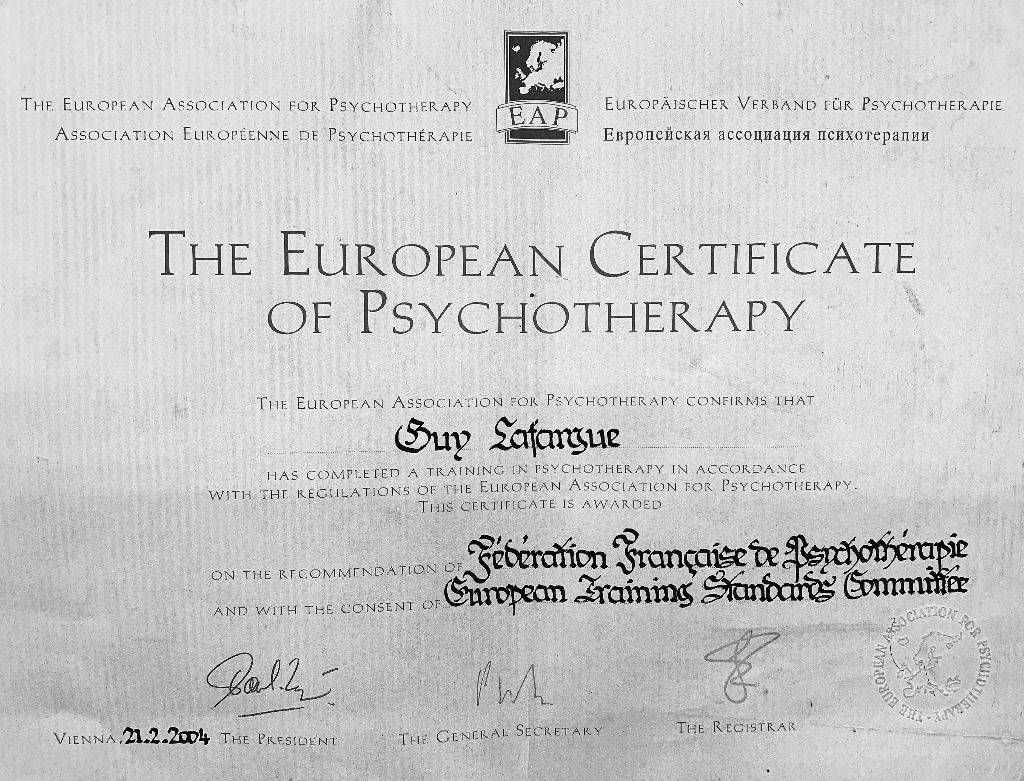 THE EUROPEAN ASSOCIATION FOR PSYCHOTHERAPY
ASSOCIATION EUROPÉENNE DE PSYCHOTHÉRAPIE
EAP
EUROPÄISCHER VERBAND FÜR PSYCHOTHERAPIE
Европейская ассоциация психотерапии
THE EUROPEAN CERTIFICATE
OF PSYCHOTHERAPY
THE EUROPEAN ASSOCIATION FOR PSYCHOTHERAPY CONFIRMS THAT
Guy Lafargue
HAS COMPLETED A TRAINING IN PSYCHOTHERAPY IN ACCORDANCE
WITH THE REGULATIONS OF THE EUROPEAN ASSOCIATION FOR PSYCHOTHERAPY.
THIS CERTIFICATE IS AWARDED
ON THE RECOMMENDATION OF Fédération Française de Psychothérapie
AND WITH THE CONSENT OF European Training Standards Committee
VIENNA, 21.2.2004 THE PRESIDENT
THE GENERAL SECRETARY
THE REGISTRAR
THE EUROPEAN ASSOCIATION FOR PSYCHOTHERAPY